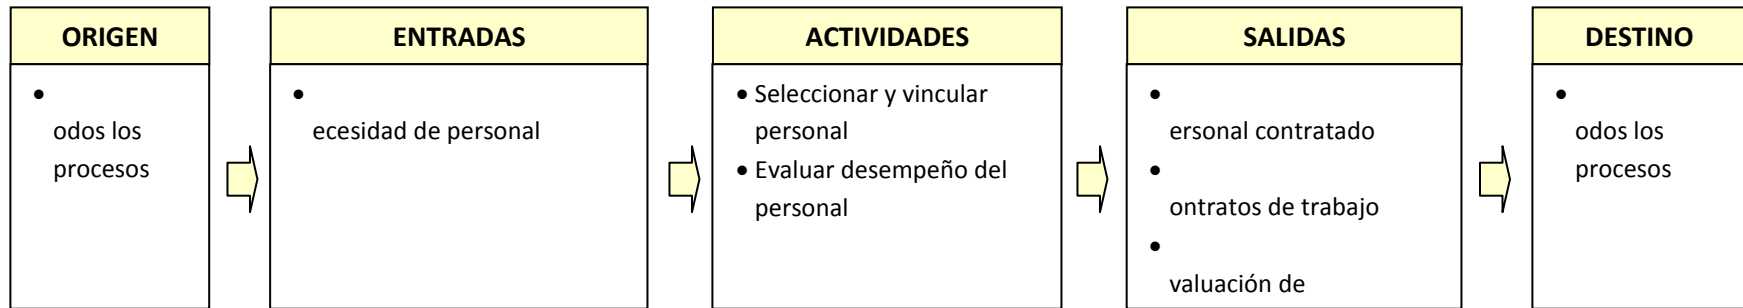 ORIGEN
• 
odos los
procesos
ENTRADAS
• 
ecesidad de personal
ACTIVIDADES
• Seleccionar y vincular
personal
• Evaluar desempeño del
personal
SALIDAS
• 
ersonal contratado
• 
ontratos de trabajo
• 
valuación de
DESTINO
• 
odos los
procesos